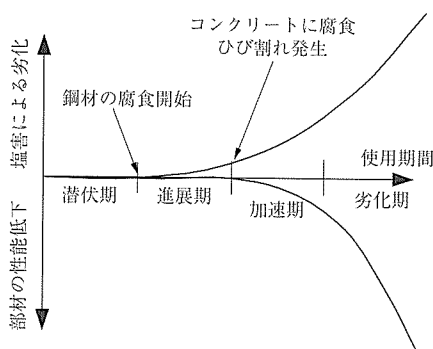 コンクリートに腐食
ひび割れ発生
鋼材の腐食開始
塩害による劣化
使用期間
潜伏期
進展期
加速期
劣化期
部材の性能低下